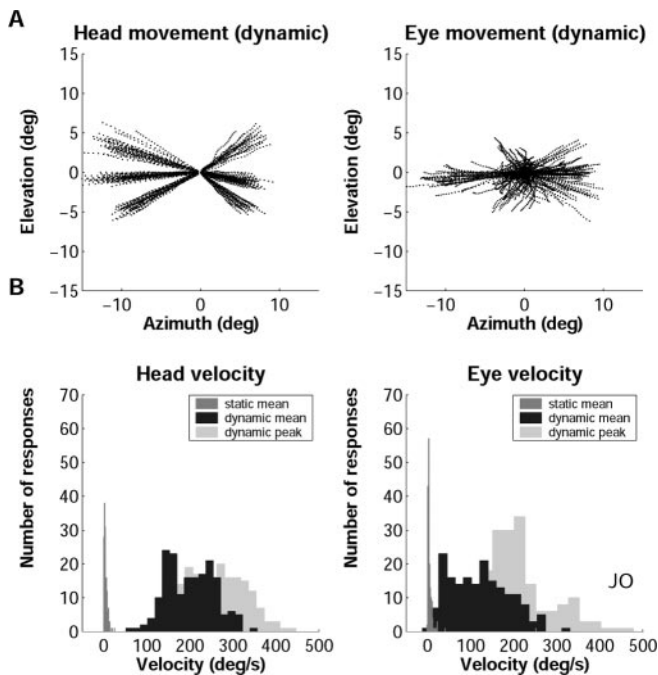 A
Head movement (dynamic)
Eye movement (dynamic)
15
10
5
0
−5
−10
−15
Elevation (deg)
−10
0
10
Azimuth (deg)
15
10
5
0
−5
−10
−15
Elevation (deg)
−10
0
10
Azimuth (deg)
B
Head velocity
Eye velocity
70
60
50
40
30
20
10
0
Number of responses
static mean
dynamic mean
dynamic peak
0
100
200
300
400
500
Velocity (deg/s)
70
60
50
40
30
20
10
0
Number of responses
static mean
dynamic mean
dynamic peak
JO
0
100
200
300
400
500
Velocity (deg/s)